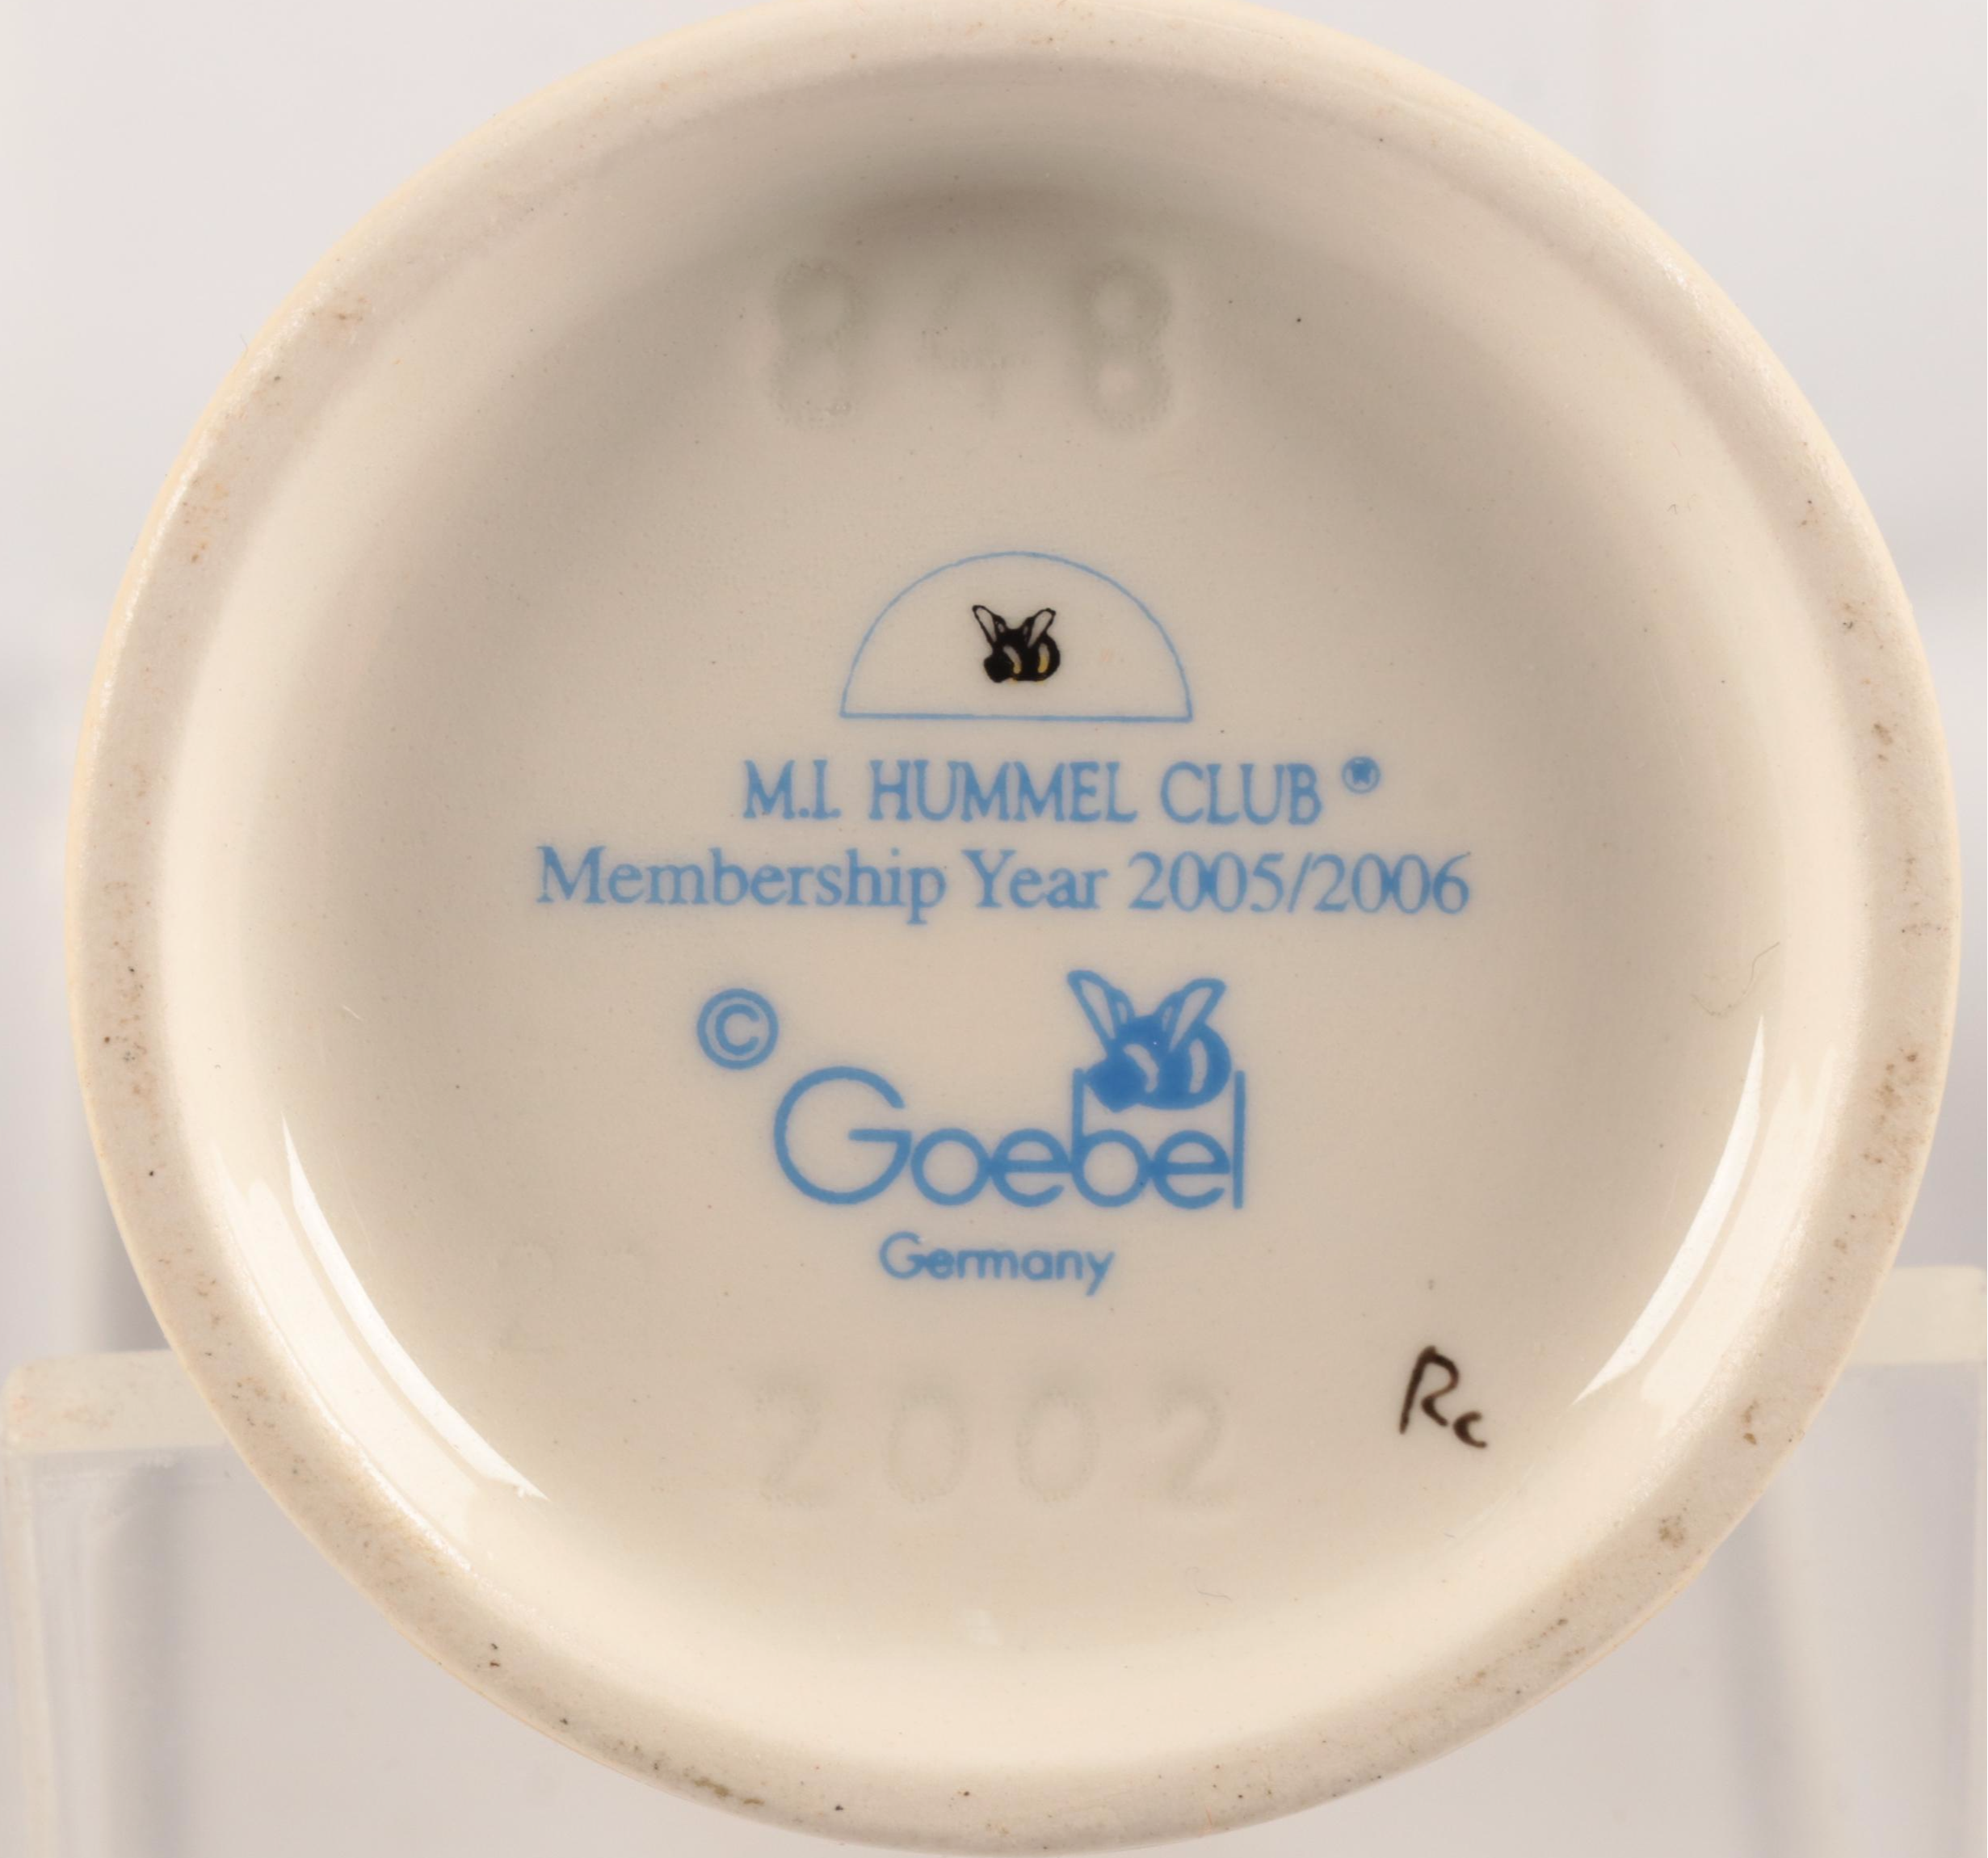 848
M.I. HUMMEL CLUB ®
Membership Year 2005/2006
©
Goebel
Germany
2002
Rc